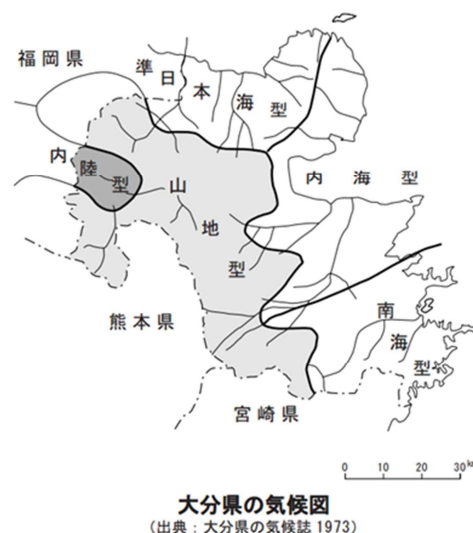 福岡県
準日本海型
内陸型
山地型
内海型
南海型
熊本県
宮崎県
0 10 20 30㎞
大分県の気候図
(出典：大分県の気候誌 1973)